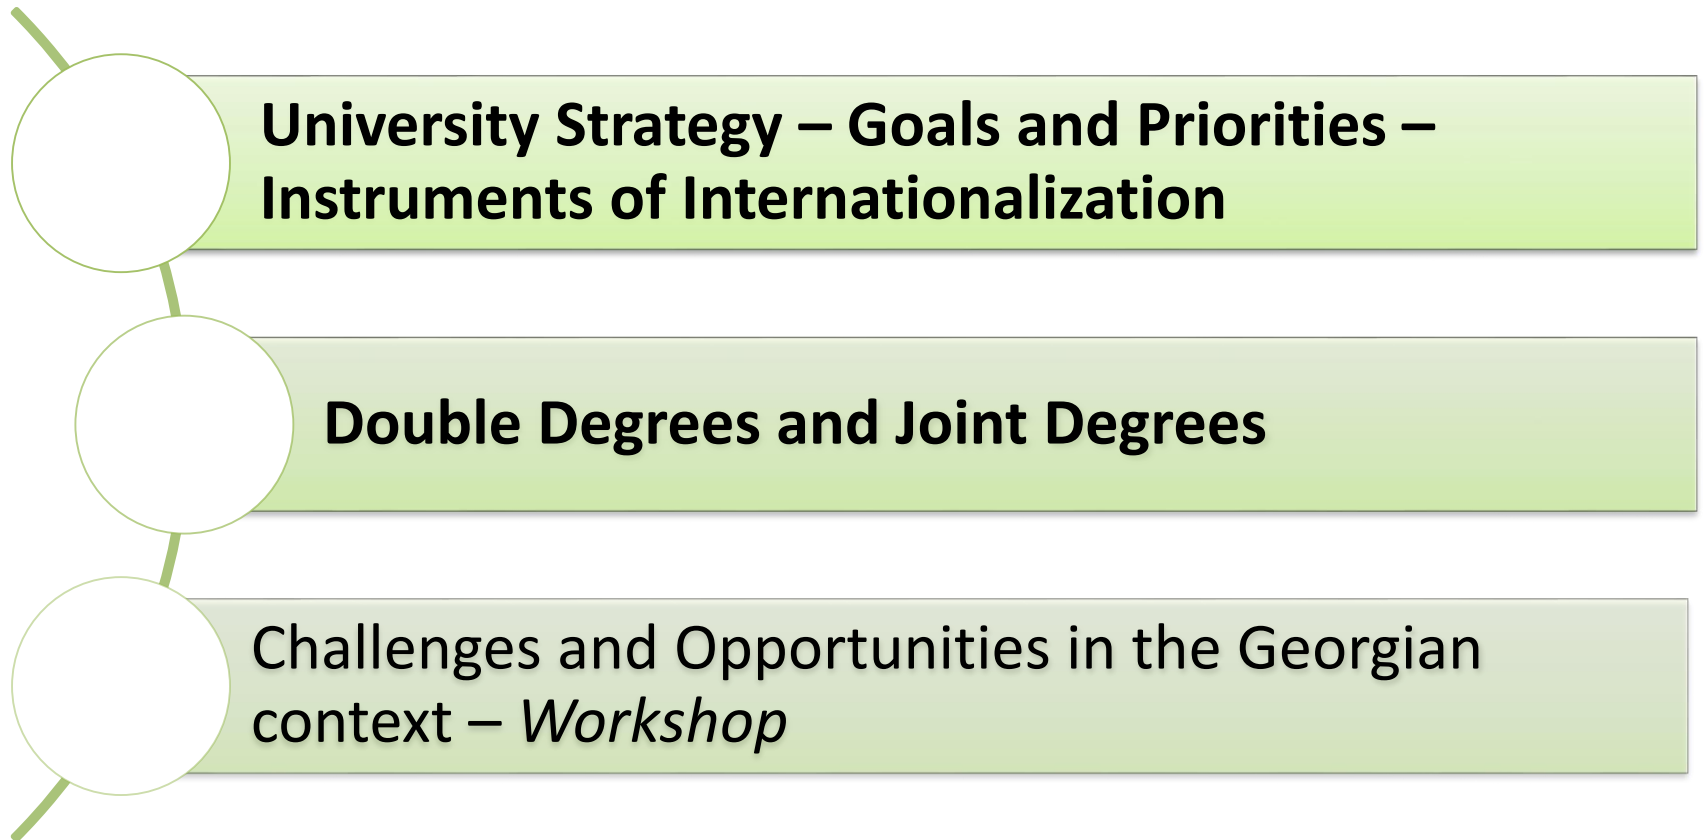 University Strategy – Goals and Priorities –
Instruments of Internationalization
Double Degrees and Joint Degrees
Challenges and Opportunities in the Georgian
context – Workshop